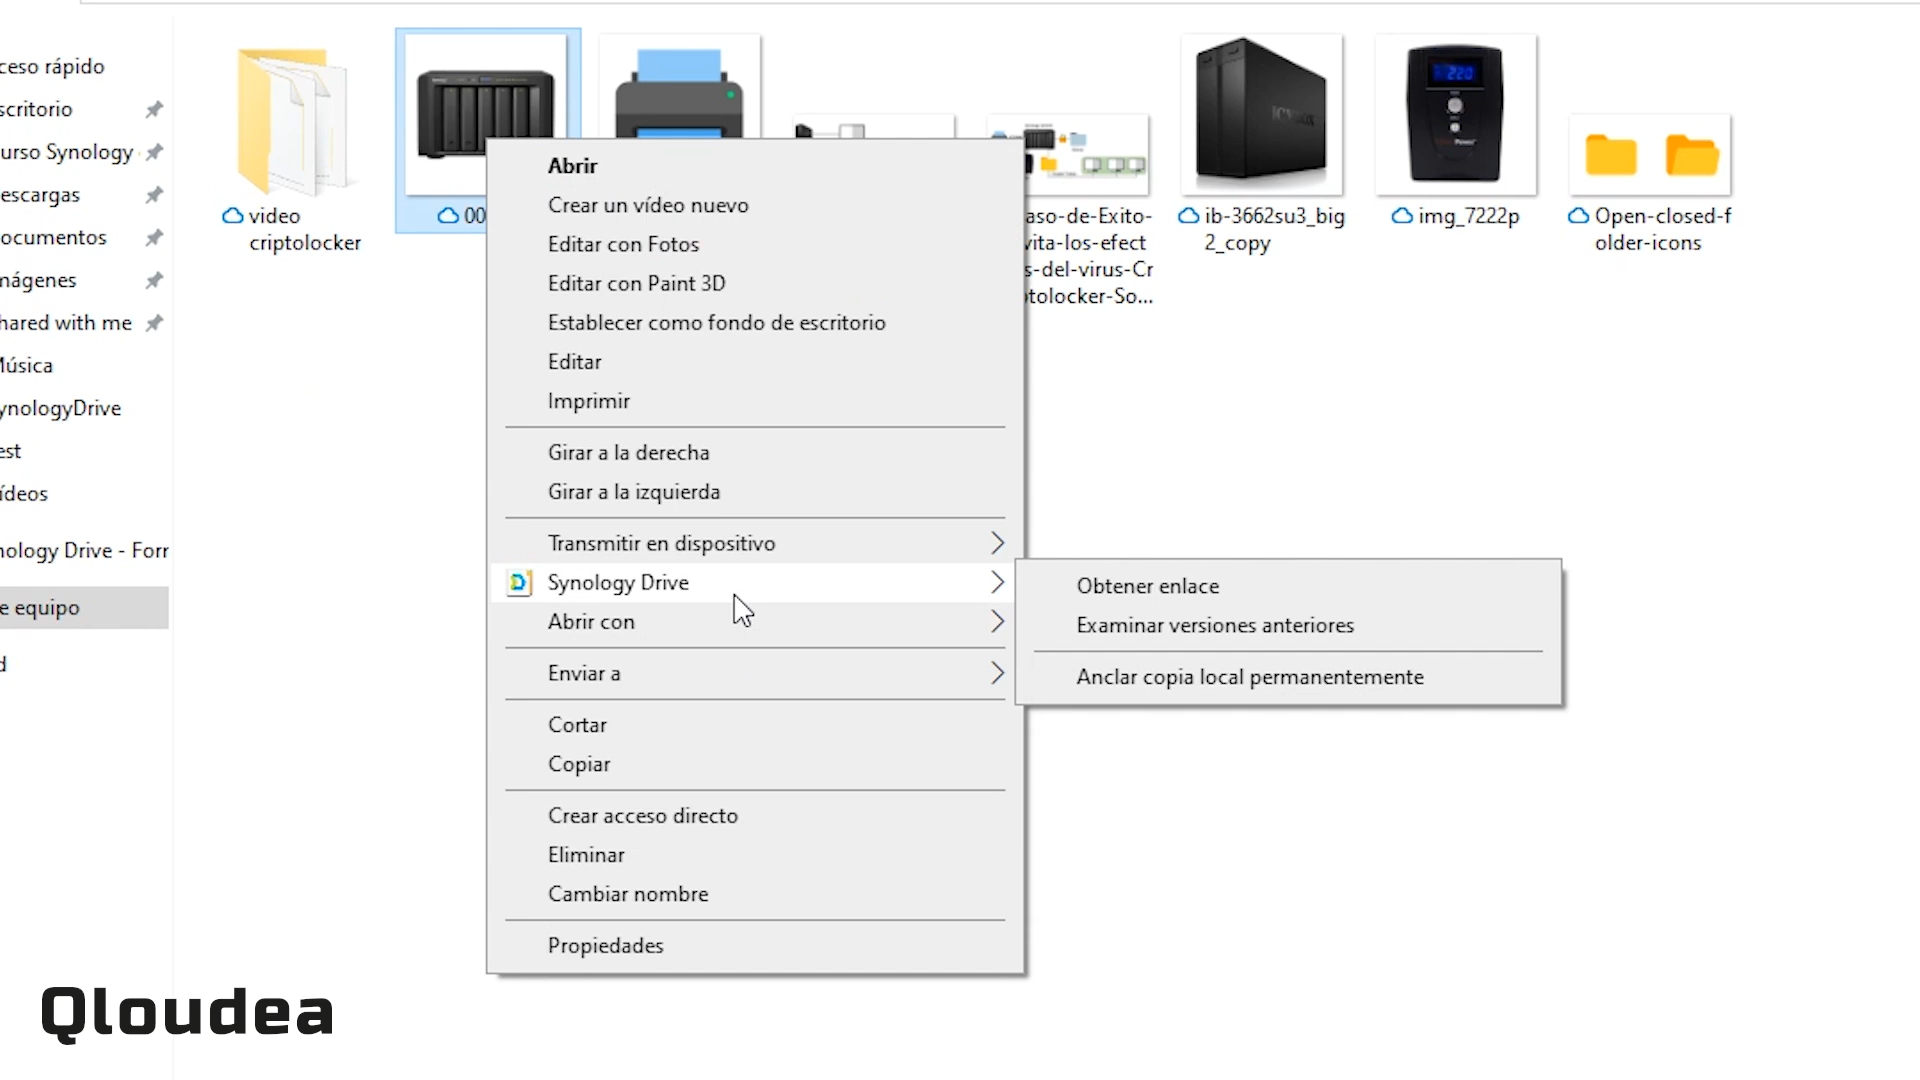 ceso rápido
scritorio
urso Synology
escargas
ocumentos
mágenes
hared with me
Música
ynologyDrive
est
ídeos
nology Drive - Forr
e equipo
d
video
criptolocker
00
aso-de-Exito-
vita-los-efect
s-del-virus-Cr
tolocker-So...
ib-3662su3_big
2_copy
img_7222p
Open-closed-f
older-icons
220
Abrir
Crear un vídeo nuevo
Editar con Fotos
Editar con Paint 3D
Establecer como fondo de escritorio
Editar
Imprimir
Girar a la derecha
Girar a la izquierda
Transmitir en dispositivo
Synology Drive
Abrir con
Enviar a
Cortar
Copiar
Crear acceso directo
Eliminar
Cambiar nombre
Propiedades
Obtener enlace
Examinar versiones anteriores
Anclar copia local permanentemente
Qloudea